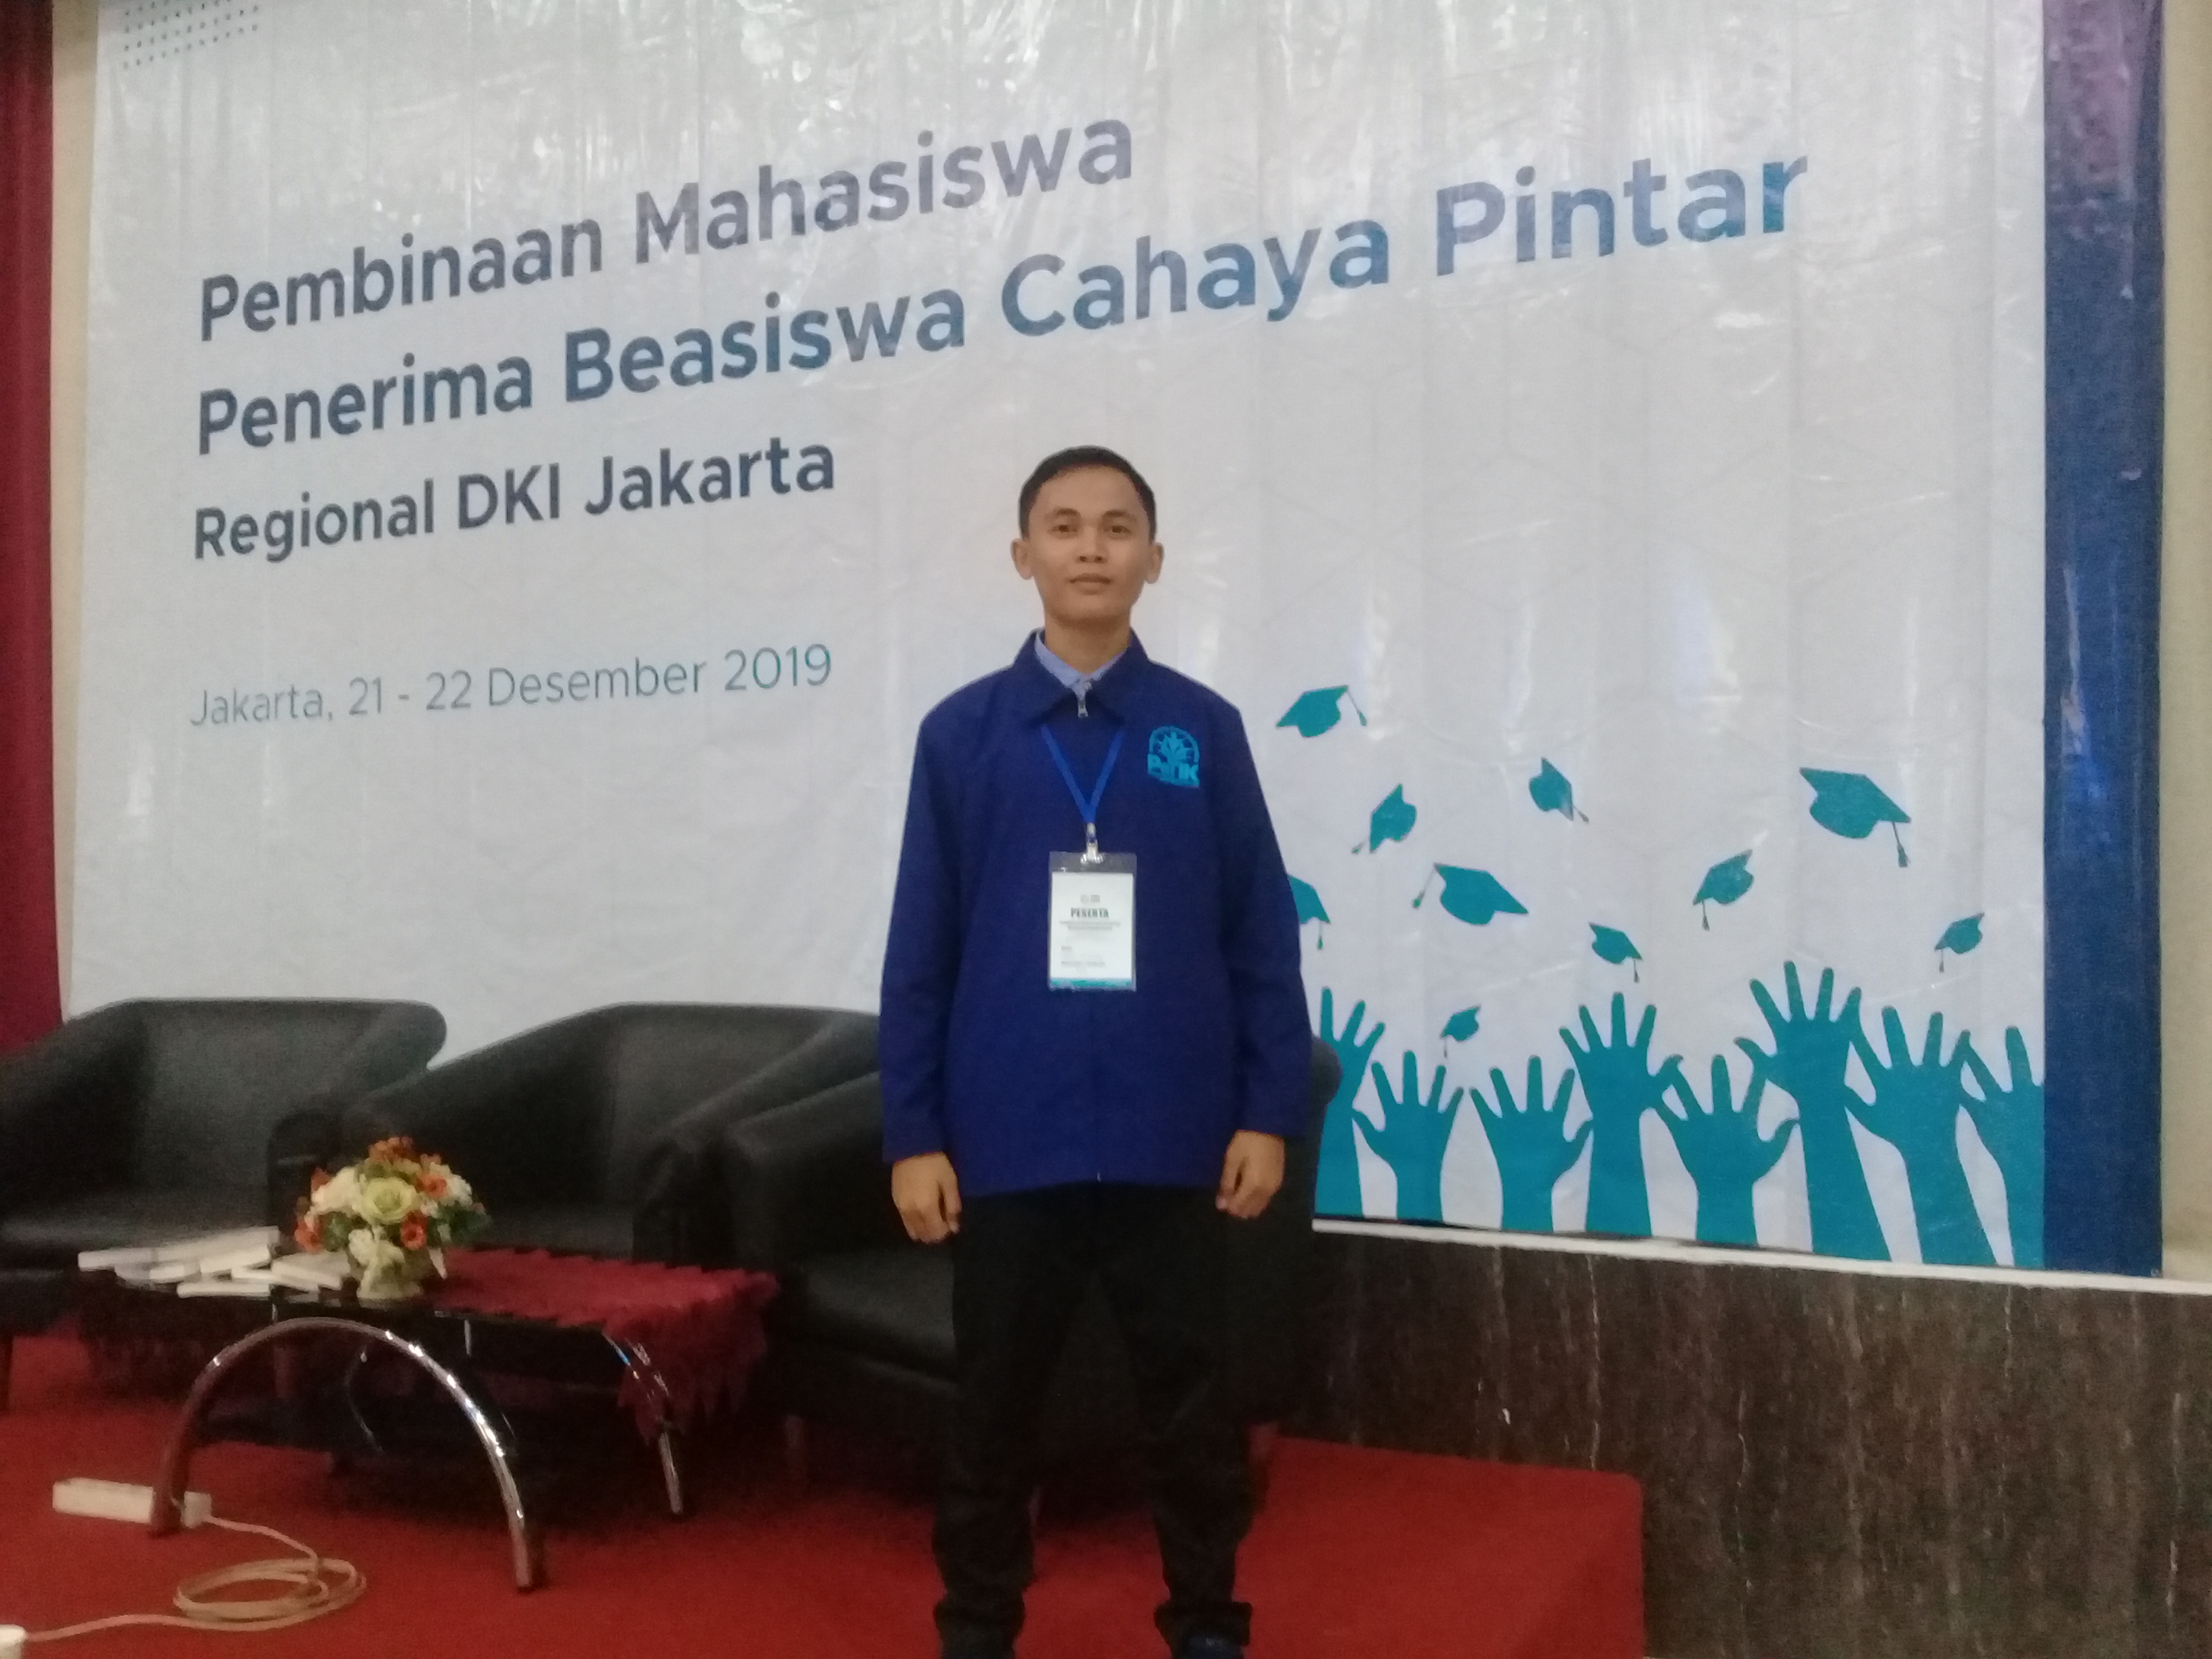 Pembinaan Mahasiswa
Penerima Beasiswa Cahaya Pintar
Regional DKI Jakarta
Jakarta, 21 - 22 Desember 2019
PESERTA